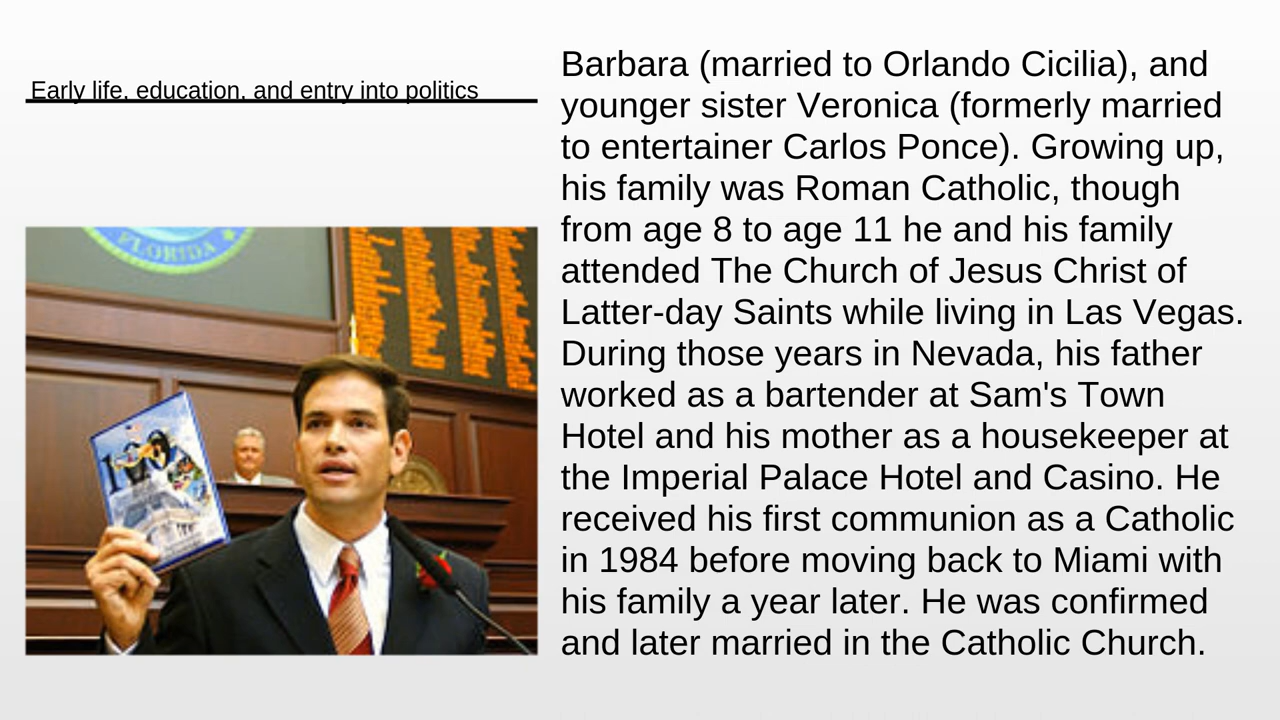 Early life, education, and entry into politics
Barbara (married to Orlando Cicilia), and
younger sister Veronica (formerly married
to entertainer Carlos Ponce). Growing up,
his family was Roman Catholic, though
from age 8 to age 11 he and his family
attended The Church of Jesus Christ of
Latter-day Saints while living in Las Vegas.
During those years in Nevada, his father
worked as a bartender at Sam's Town
Hotel and his mother as a housekeeper at
the Imperial Palace Hotel and Casino. He
received his first communion as a Catholic
in 1984 before moving back to Miami with
his family a year later. He was confirmed
and later married in the Catholic Church.
FLORIDA